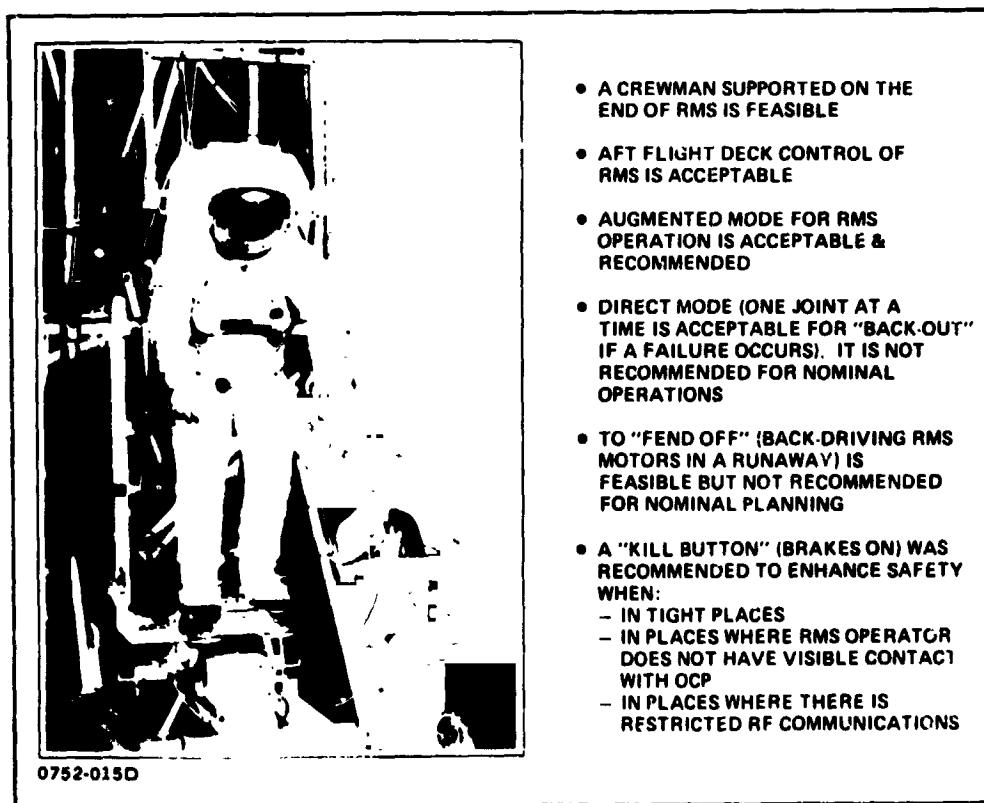 • A CREWMAN SUPPORTED ON THE
END OF RMS IS FEASIBLE
• AFT FLIGHT DECK CONTROL OF
RMS IS ACCEPTABLE
• AUGMENTED MODE FOR RMS
OPERATION IS ACCEPTABLE &
RECOMMENDED
• DIRECT MODE (ONE JOINT AT A
TIME IS ACCEPTABLE FOR "BACK-OUT"
IF A FAILURE OCCURS). IT IS NOT
RECOMMENDED FOR NOMINAL
OPERATIONS
• TO "FEND OFF" (BACK-DRIVING RMS
MOTORS IN A RUNAWAY) IS
FEASIBLE BUT NOT RECOMMENDED
FOR NOMINAL PLANNING
• A "KILL BUTTON" (BRAKES ON) WAS
RECOMMENDED TO ENHANCE SAFETY
WHEN:
– IN TIGHT PLACES
– IN PLACES WHERE RMS OPERATOR
DOES NOT HAVE VISIBLE CONTACT
WITH OCP
– IN PLACES WHERE THERE IS
RESTRICTED RF COMMUNICATIONS
0752-015D